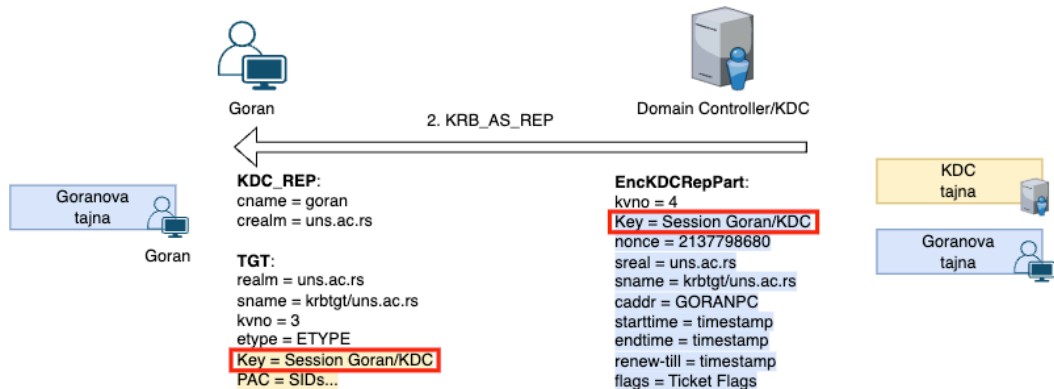 Goran
Domain Controller/KDC
2. KRB_AS_REP
Goranova
tajna
Goran
KDC_REP:
cname = goran
crealm = uns.ac.rs
TGT:
realm = uns.ac.rs
sname = krbtgt/uns.ac.rs
kvno = 3
etype = ETYPE
Key = Session Goran/KDC
PAC = SIDs...
EncKDCRepPart:
kvno = 4
Key = Session Goran/KDC
nonce = 2137798680
sreal = uns.ac.rs
sname = krbtgt/uns.ac.rs
caddr = GORANPC
starttime = timestamp
endtime = timestamp
renew-till = timestamp
flags = Ticket Flags
KDC
tajna
Goranova
tajna